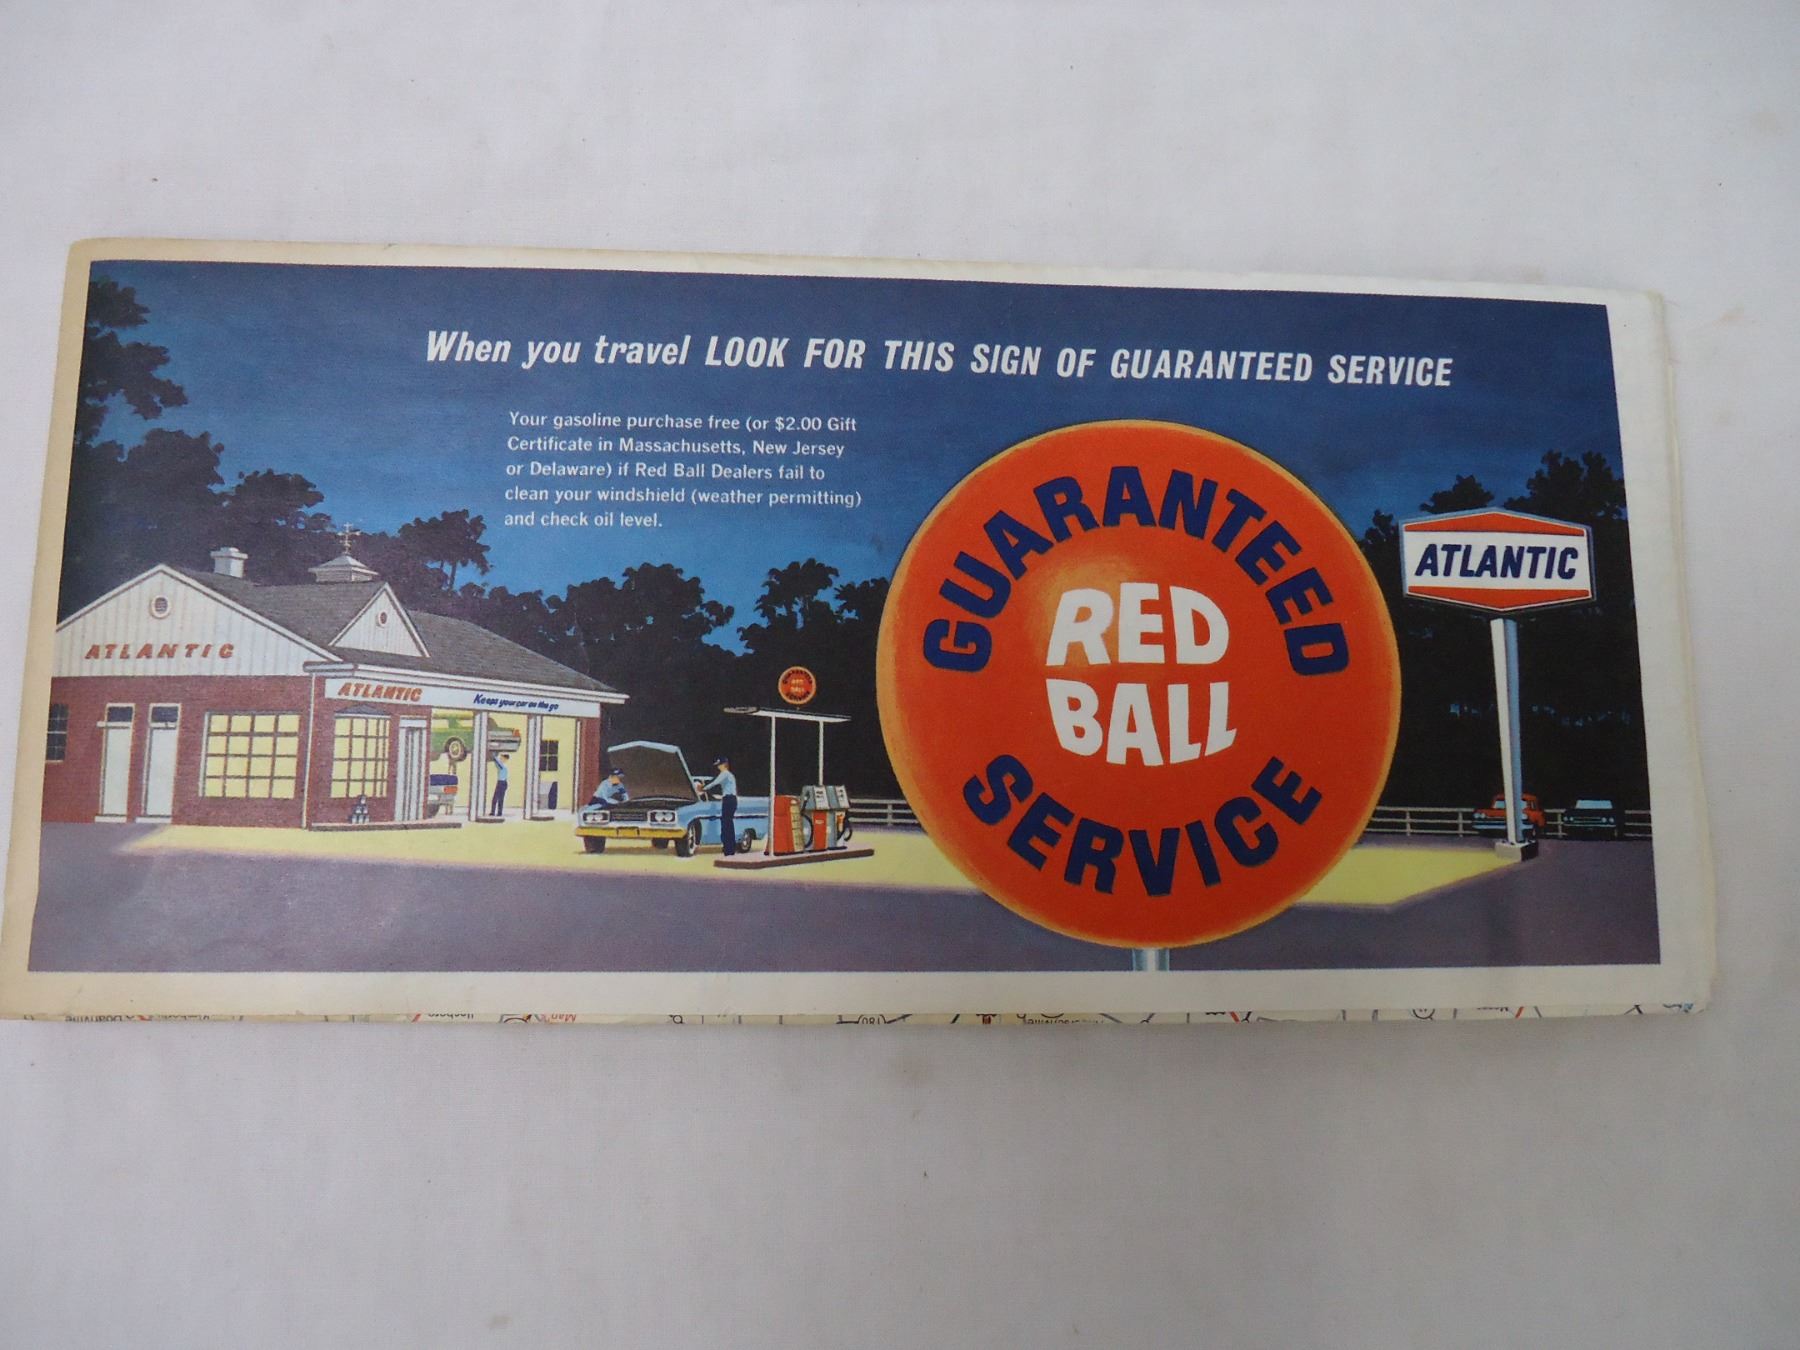 When you travel LOOK FOR THIS SIGN OF GUARANTEED SERVICE
Your gasoline purchase free (or $2.00 Gift
Certificate in Massachusetts, New Jersey
or Delaware) if Red Ball Dealers fail to
clean your windshield (weather permitting)
and check oil level.
GUARANTEED
RED
BALL
SERVICE
ATLANTIC
ATLANTIC
ATLANTIC
Keeps your car on the go
RED
BALL